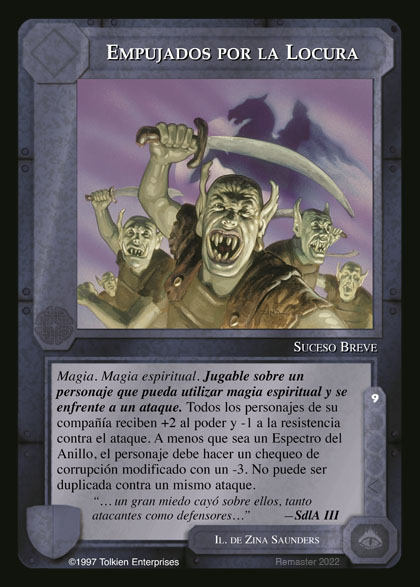 Empujados por la Locura
Suceso Breve
Magia. Magia espiritual. Jugable sobre un
personaje que pueda utilizar magia espiritual y se
enfrente a un ataque. Todos los personajes de su
compañía reciben +2 al poder y -1 a la resistencia
contra el ataque. A menos que sea un Espectro del
Anillo, el personaje debe hacer un chequeo de
corrupción modificado con un -3. No puede ser
duplicada contra un mismo ataque.
“… un gran miedo cayó sobre ellos, tanto
atacantes como defensores…” —SdlA III
9
Il. de Zina Saunders
©1997 Tolkien Enterprises
Remaster 2022